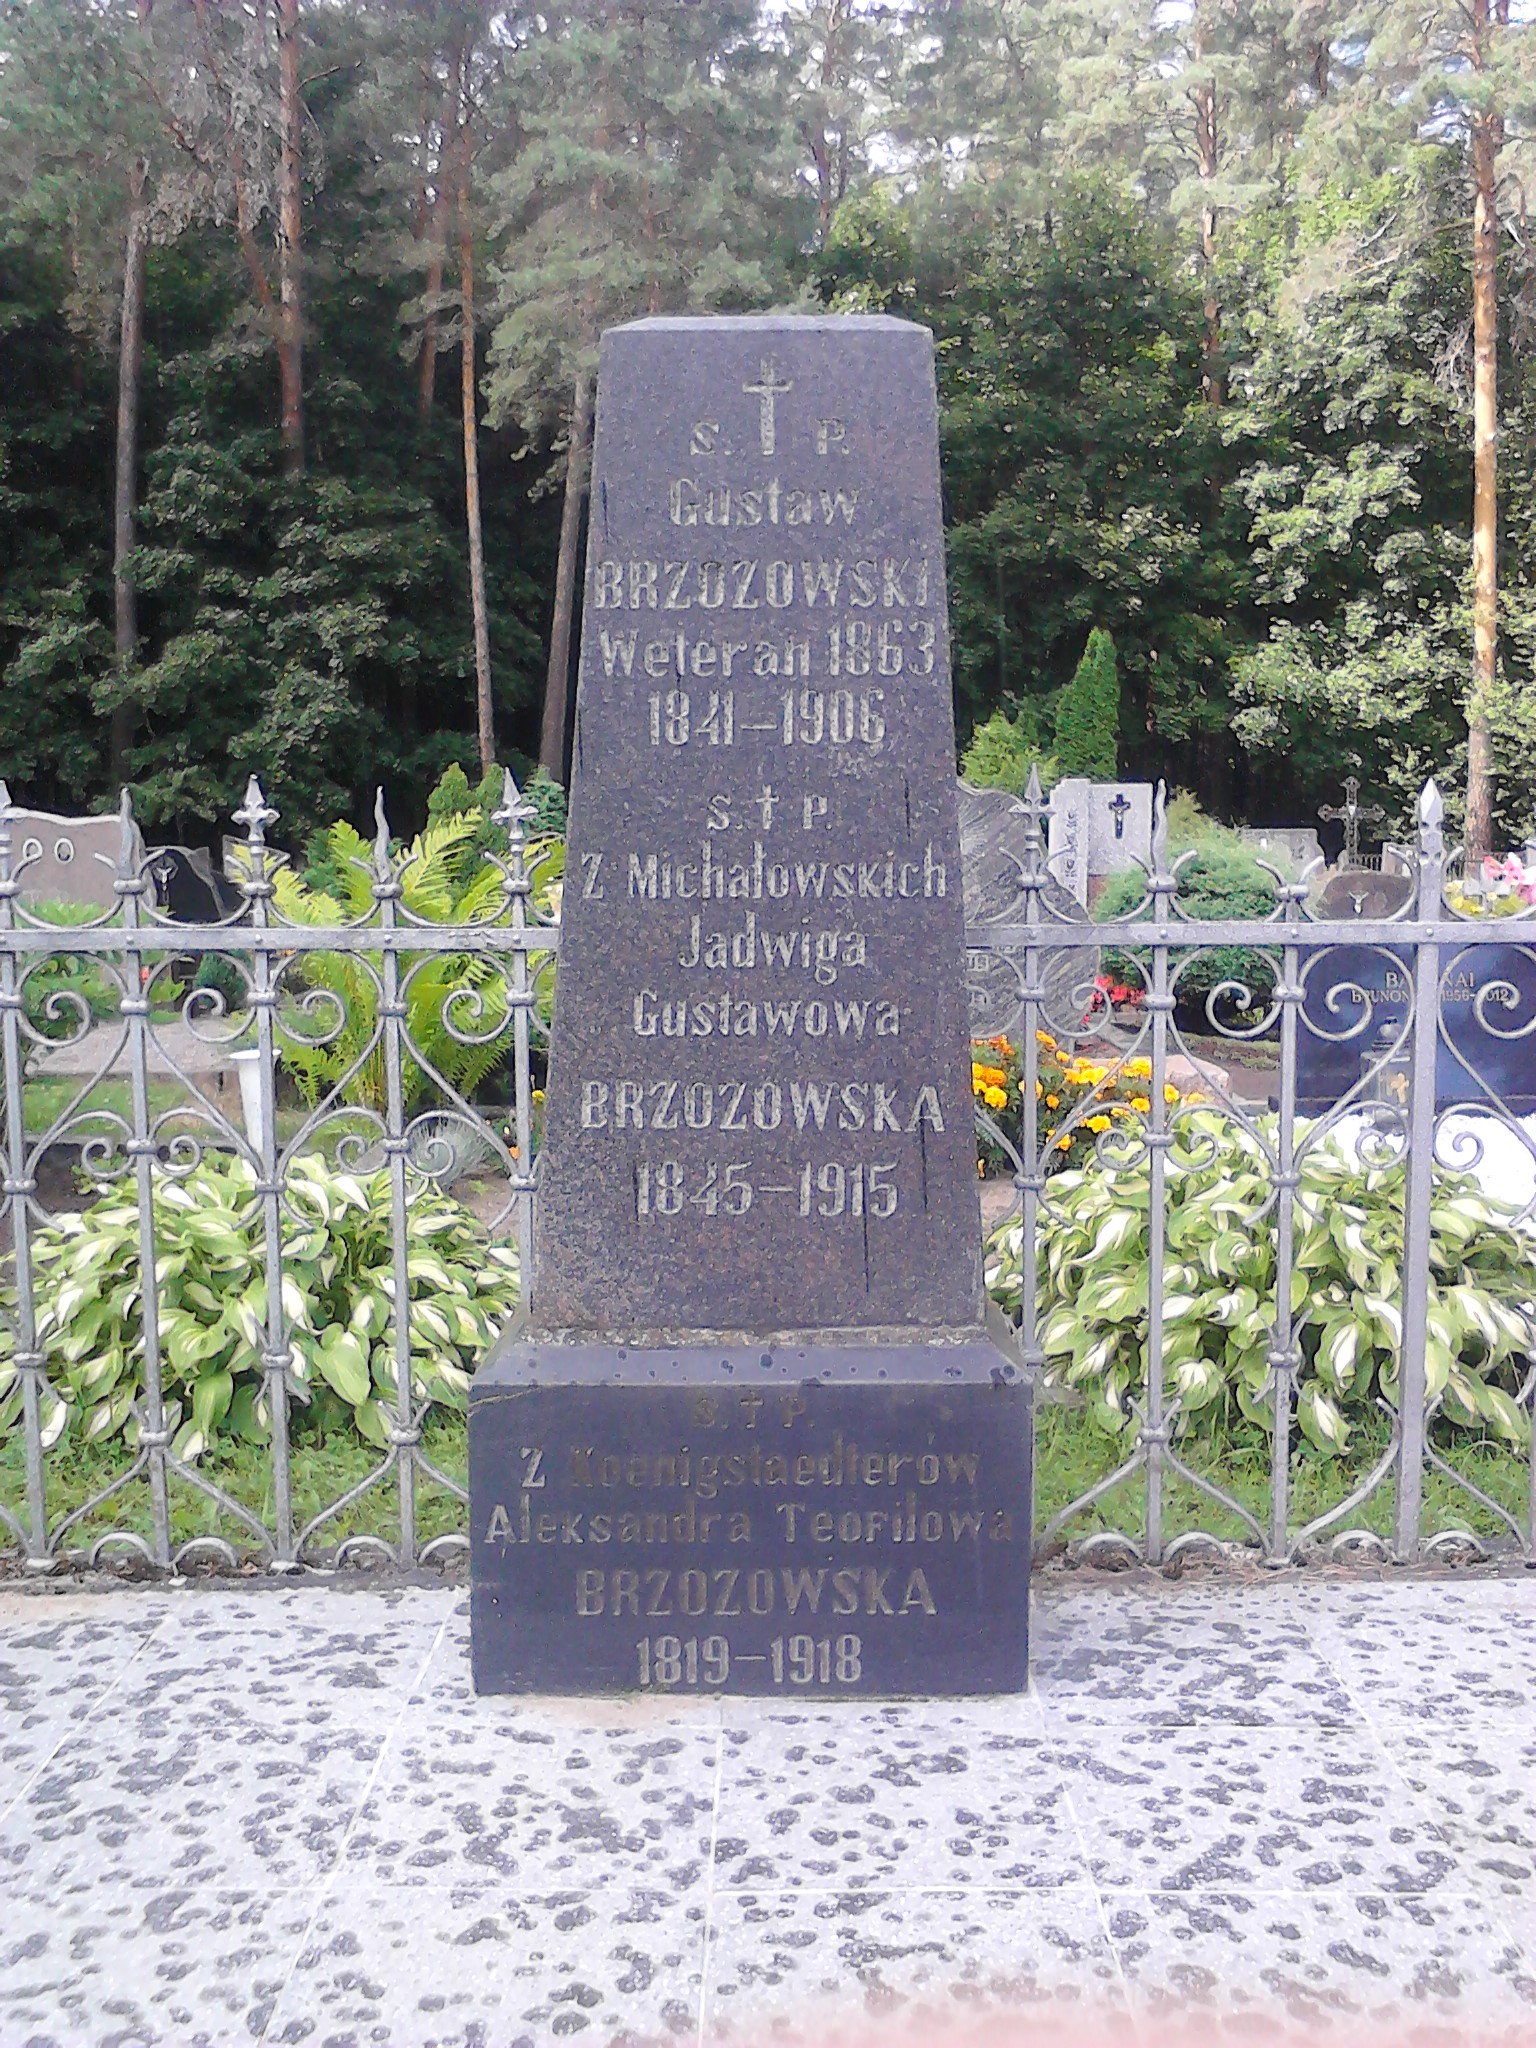 S. P.
Gustaw
BRZOZOWSKI
Weteran 1863
1841–1906
S. P.
Z Michałowskich
Jadwiga
Gustawowa
BRZOZOWSKA
1845–1915
S. P.
Z Koenigstaedterów
Aleksandra Teofilowa
BRZOZOWSKA
1819–1918